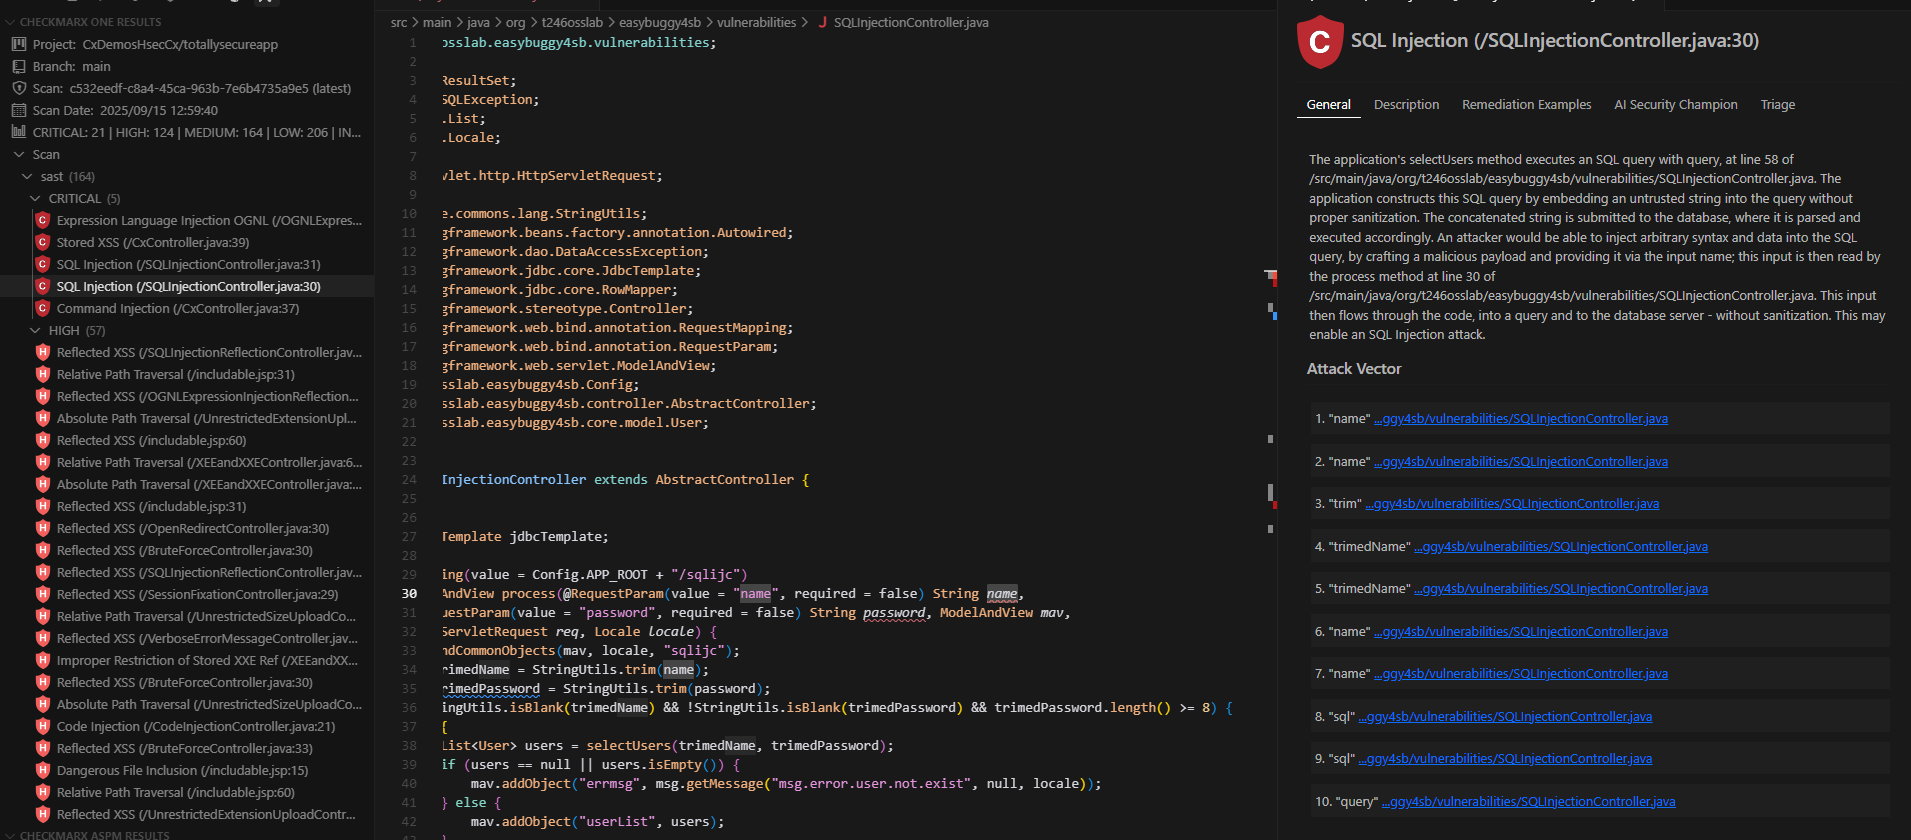 CHECKMARX ONE RESULTS
Project: CxDemosHsecCx/totallysecureapp
Branch: main
Scan: c532eedf-c8a4-45ca-963b-7e6b4735a9e5 (latest)
Scan Date: 2025/09/15 12:59:40
CRITICAL: 21 | HIGH: 124 | MEDIUM: 164 | LOW: 206 | IN...
Scan
sast (164)
CRITICAL (5)
Expression Language Injection OGNL (/OGNLExpres...
Stored XSS (/CxController.java:39)
SQL Injection (/SQLInjectionController.java:31)
SQL Injection (/SQLInjectionController.java:30)
Command Injection (/CxController.java:37)
HIGH (57)
Reflected XSS (/SQLInjectionReflectionController.jav...
Relative Path Traversal (/includable.jsp:31)
Reflected XSS (/OGNLExpressionInjectionReflection...
Absolute Path Traversal (/UnrestrictedExtensionUpl...
Reflected XSS (/includable.jsp:60)
Relative Path Traversal (/XEEandXXEController.java:6...
Absolute Path Traversal (/XEEandXXEController.java:...
Reflected XSS (/includable.jsp:31)
Reflected XSS (/OpenRedirectController.java:30)
Reflected XSS (/BruteForceController.java:30)
Reflected XSS (/SQLInjectionReflectionController.jav...
Reflected XSS (/SessionFixationController.java:29)
Relative Path Traversal (/UnrestrictedSizeUploadCo...
Reflected XSS (/VerboseErrorMessageController.jav...
Improper Restriction of Stored XXE Ref (/XEEandXX...
Reflected XSS (/BruteForceController.java:30)
Absolute Path Traversal (/UnrestrictedSizeUploadCo...
Code Injection (/CodeInjectionController.java:21)
Reflected XSS (/BruteForceController.java:33)
Dangerous File Inclusion (/includable.jsp:15)
Relative Path Traversal (/includable.jsp:60)
Reflected XSS (/UnrestrictedExtensionUploadContr...
CHECKMARX ASPM RESULTS
src > main > java > org > t246osslab > easybuggy4sb > vulnerabilities > J SQLInjectionController.java
1 osslab.easybuggy4sb.vulnerabilities;
2
3 ResultSet;
4 SQLException;
5 .List;
6 .Locale;
7
8 vlet.http.HttpServletRequest;
9
10 e.commons.lang.StringUtils;
11 gframework.beans.factory.annotation.Autowired;
12 gframework.dao.DataAccessException;
13 gframework.jdbc.core.JdbcTemplate;
14 gframework.jdbc.core.RowMapper;
15 gframework.stereotype.Controller;
16 gframework.web.bind.annotation.RequestMapping;
17 gframework.web.bind.annotation.RequestParam;
18 gframework.web.servlet.ModelAndView;
19 sslab.easybuggy4sb.Config;
20 sslab.easybuggy4sb.controller.AbstractController;
21 sslab.easybuggy4sb.core.model.User;
22
23
24 InjectionController extends AbstractController {
25
26
27 Template jdbcTemplate;
28
29 ing(value = Config.APP_ROOT + "/sqlijc")
30 AndView process(@RequestParam(value = "name", required = false) String name,
31 uestParam(value = "password", required = false) String password, ModelAndView mav,
32 ServletRequest req, Locale locale) {
33 ndCommonObjects(mav, locale, "sqlijc");
34 rimedName = StringUtils.trim(name);
35 rimedPassword = StringUtils.trim(password);
36 ingUtils.isBlank(trimedName) && !StringUtils.isBlank(trimedPassword) && trimedPassword.length() >= 8) {
37 {
38 List<User> users = selectUsers(trimedName, trimedPassword);
39 if (users == null || users.isEmpty()) {
40 mav.addObject("errmsg", msg.getMessage("msg.error.user.not.exist", null, locale));
41 } else {
42 mav.addObject("userList", users);
SQL Injection (/SQLInjectionController.java:30)
General Description Remediation Examples AI Security Champion Triage
The application's selectUsers method executes an SQL query with query, at line 58 of
/src/main/java/org/t246osslab/easybuggy4sb/vulnerabilities/SQLInjectionController.java. The
application constructs this SQL query by embedding an untrusted string into the query without
proper sanitization. The concatenated string is submitted to the database, where it is parsed and
executed accordingly. An attacker would be able to inject arbitrary syntax and data into the SQL
query, by crafting a malicious payload and providing it via the input name; this input is then read by
the process method at line 30 of
/src/main/java/org/t246osslab/easybuggy4sb/vulnerabilities/SQLInjectionController.java. This input
then flows through the code, into a query and to the database server - without sanitization. This may
enable an SQL Injection attack.
Attack Vector
1. "name" ...ggy4sb/vulnerabilities/SQLInjectionController.java
2. "name" ...ggy4sb/vulnerabilities/SQLInjectionController.java
3. "trim" ...ggy4sb/vulnerabilities/SQLInjectionController.java
4. "trimedName" ...ggy4sb/vulnerabilities/SQLInjectionController.java
5. "trimedName" ...ggy4sb/vulnerabilities/SQLInjectionController.java
6. "name" ...ggy4sb/vulnerabilities/SQLInjectionController.java
7. "name" ...ggy4sb/vulnerabilities/SQLInjectionController.java
8. "sql" ...ggy4sb/vulnerabilities/SQLInjectionController.java
9. "sql" ...ggy4sb/vulnerabilities/SQLInjectionController.java
10. "query" ...ggy4sb/vulnerabilities/SQLInjectionController.java